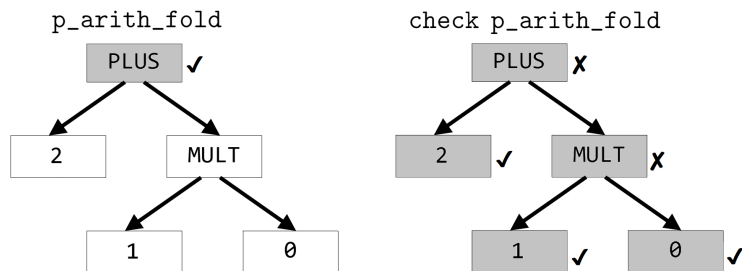 p_arith_fold
PLUS ✓
2
MULT
1
0
check p_arith_fold
PLUS ✗
2 ✓
MULT ✗
1 ✓
0 ✓